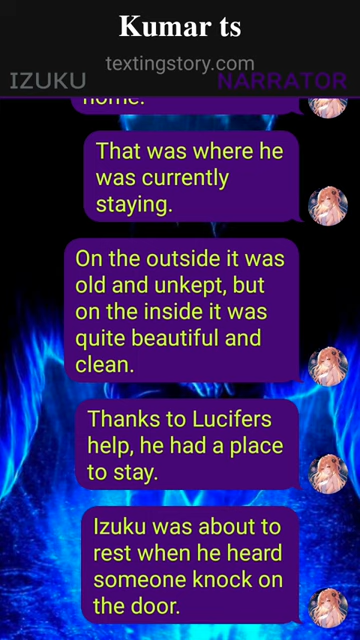 Kumar ts
textingstory.com
IZUKU NARRATOR
home.
That was where he
was currently
staying.
On the outside it was
old and unkept, but
on the inside it was
quite beautiful and
clean.
Thanks to Lucifers
help, he had a place
to stay.
Izuku was about to
rest when he heard
someone knock on
the door.